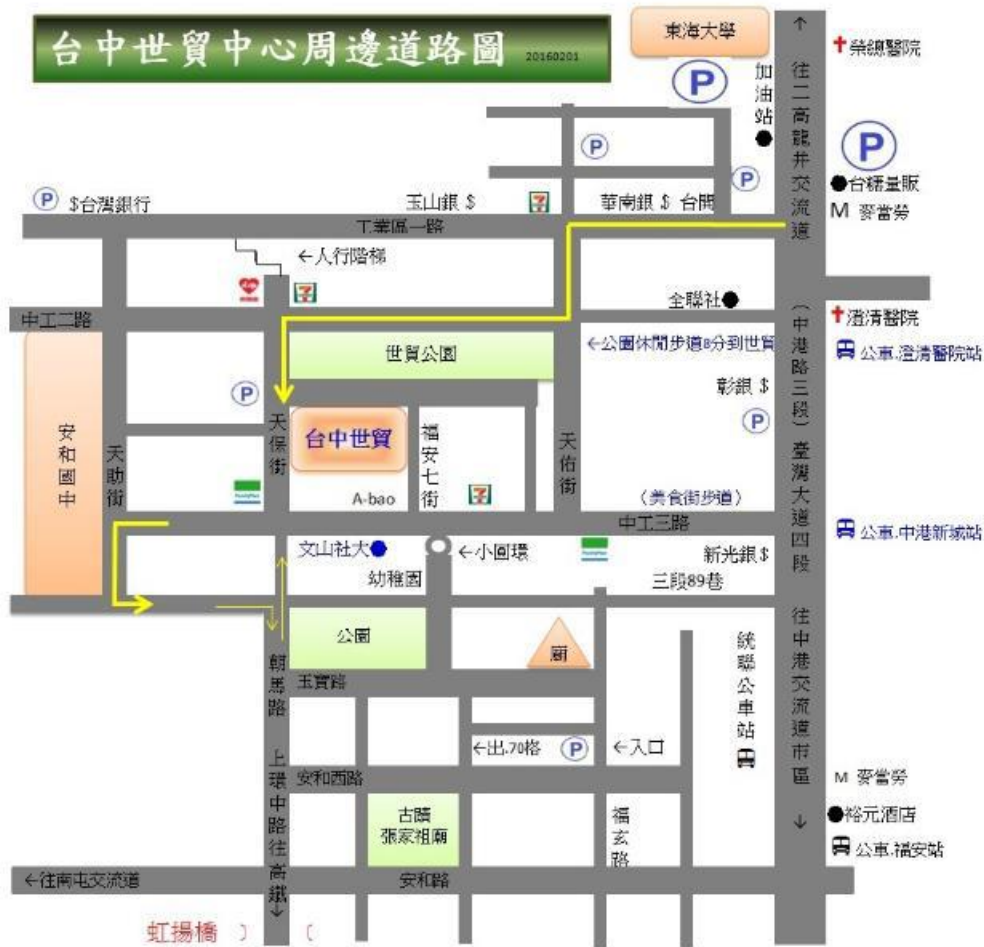 台中世貿中心周邊道路圖 20160201
東海大學
P
加油站
↑往二高龍井交流道
榮總醫院
P
P
P
台糖量販
M 麥當勞
P
$台灣銀行
玉山銀 $
7
華南銀 $ 台開
工業區一路
←人行階梯
7
全聯社
中工二路
澄清醫院
公車.澄清醫院站
世貿公園
←公園休閒步道8分到世貿
彰銀 $
P
P
(中港路三段)臺灣大道四段
安和國中
天助街
天保街
台中世貿
福安七街
天佑街
A-bao
7
(美食街步道)
中工三路
公車.中港新城站
FamilyMart
文山社大
←小圓環
FamilyMart
新光銀$
幼稚園
三段89巷
公園
廟
朝馬路
玉寶路
統聯公車站
往中港交流道市區↓
←出.70格
P
←入口
上環中路往高鐵↓
安和西路
M 麥當勞
古蹟
張家祖廟
福玄路
裕元酒店
公車.福安站
←往南屯交流道
安和路
虹揚橋 ) (